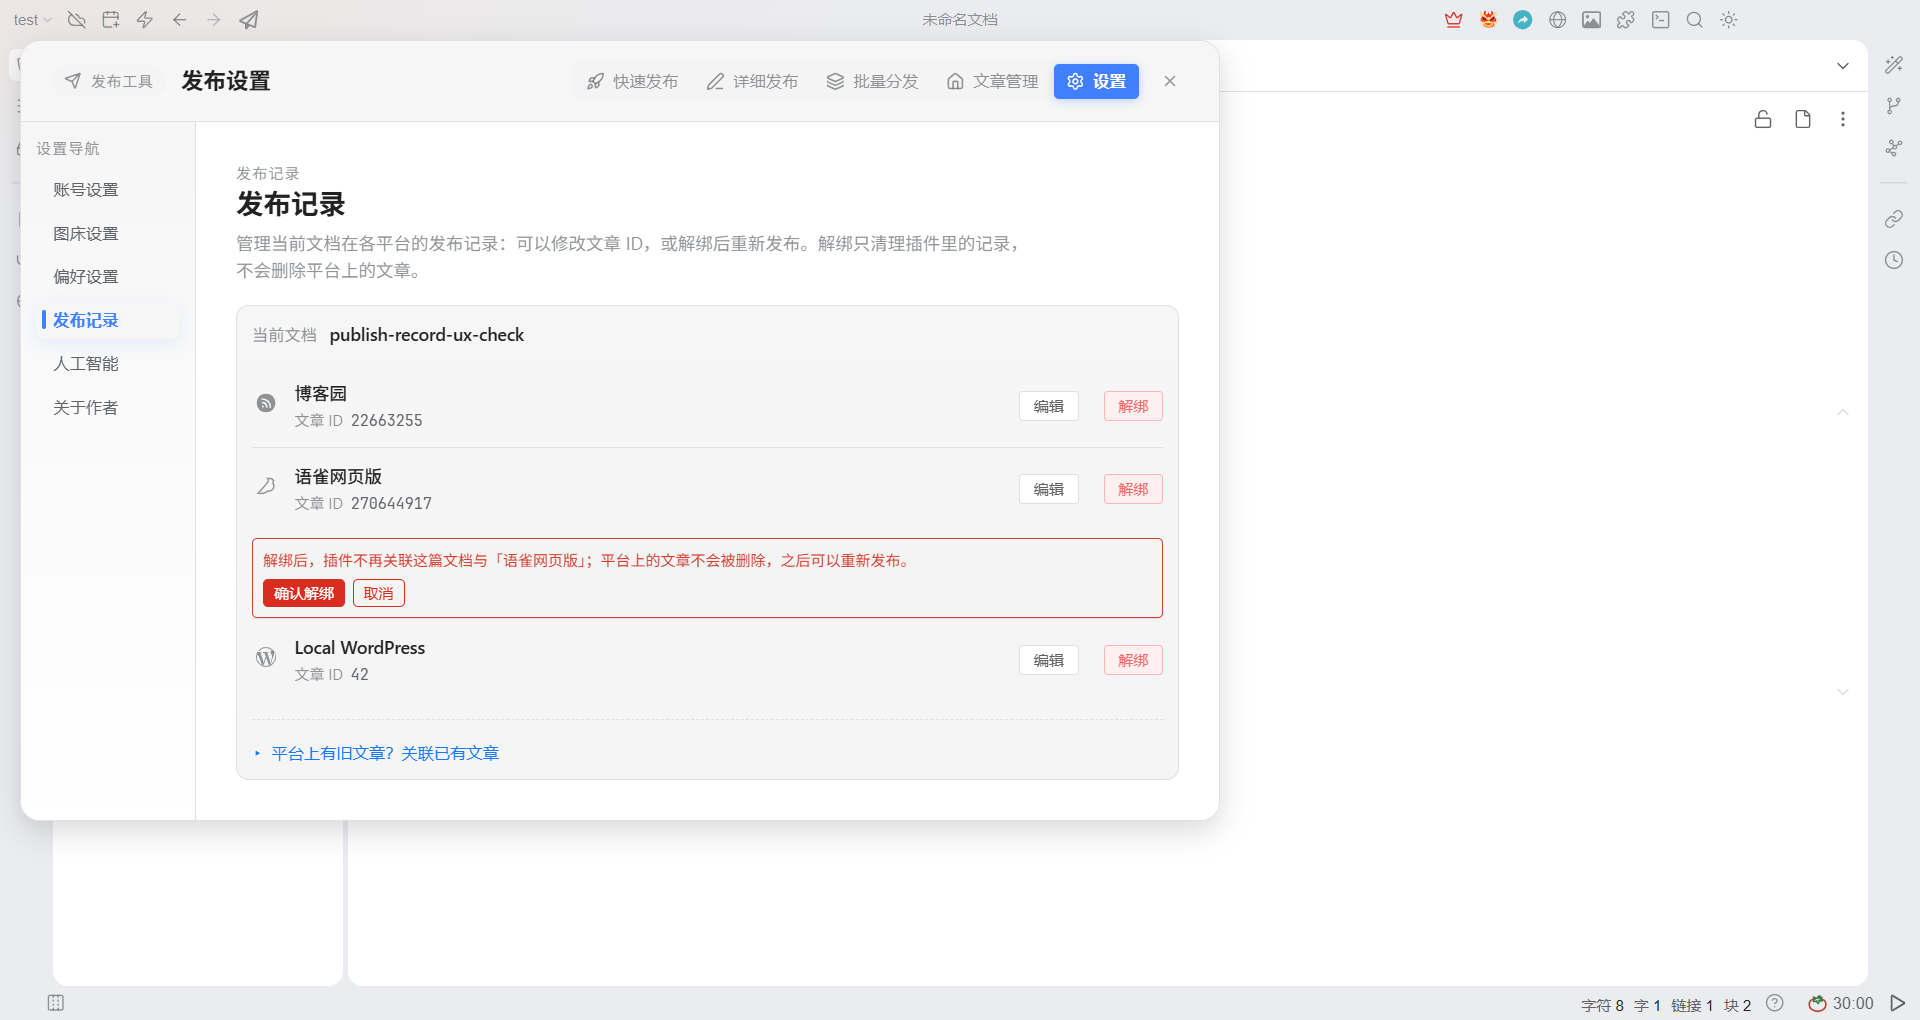 test
未命名文档
发布工具
发布设置
快速发布
详细发布
批量分发
文章管理
设置
设置导航
账号设置
图床设置
偏好设置
发布记录
人工智能
关于作者
发布记录
发布记录
管理当前文档在各平台的发布记录：可以修改文章 ID，或解绑后重新发布。解绑只清理插件里的记录，
不会删除平台上的文章。
当前文档 publish-record-ux-check
博客园
文章 ID 22663255
编辑
解绑
语雀网页版
文章 ID 270644917
编辑
解绑
解绑后，插件不再关联这篇文档与「语雀网页版」；平台上的文章不会被删除，之后可以重新发布。
确认解绑
取消
Local WordPress
文章 ID 42
编辑
解绑
平台上有旧文章？关联已有文章
字符 8 字 1 链接 1 块 2
30:00